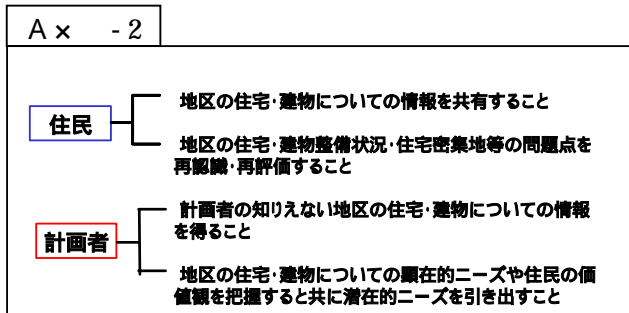 A×　-2
地区の住宅･建物についての情報を共有すること
住民
地区の住宅･建物整備状況･住宅密集地等の問題点を
再認識･再評価すること
計画者の知りえない地区の住宅･建物についての情報
を得ること
計画者
地区の住宅･建物についての顕在的ニーズや住民の価
値観を把握すると共に潜在的ニーズを引き出すこと